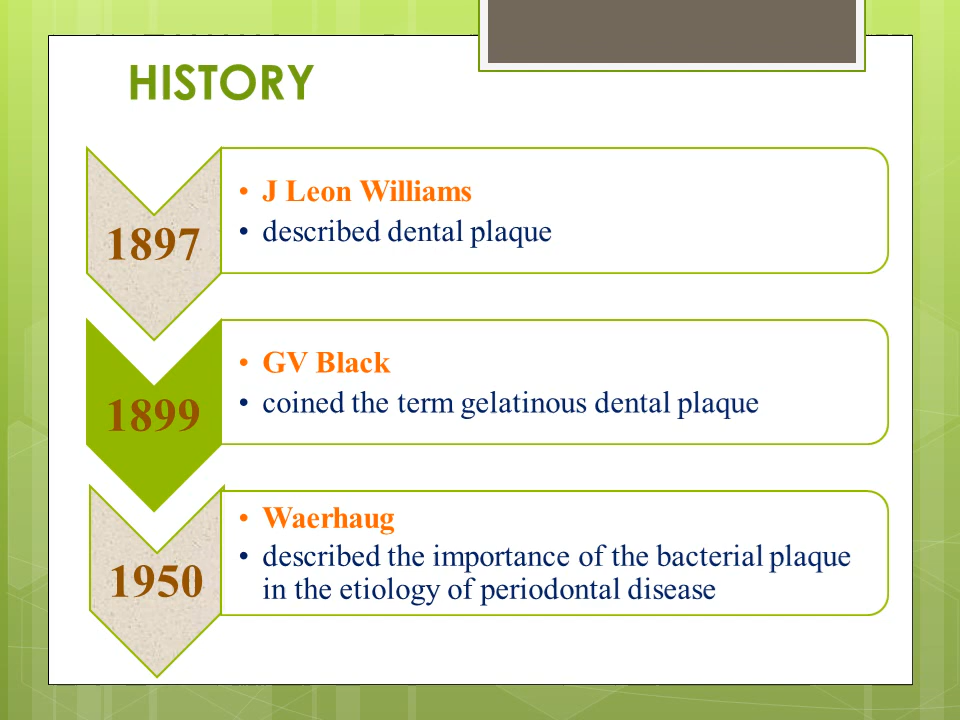 HISTORY
1897
• J Leon Williams
• described dental plaque
1899
• GV Black
• coined the term gelatinous dental plaque
1950
• Waerhaug
• described the importance of the bacterial plaque
in the etiology of periodontal disease